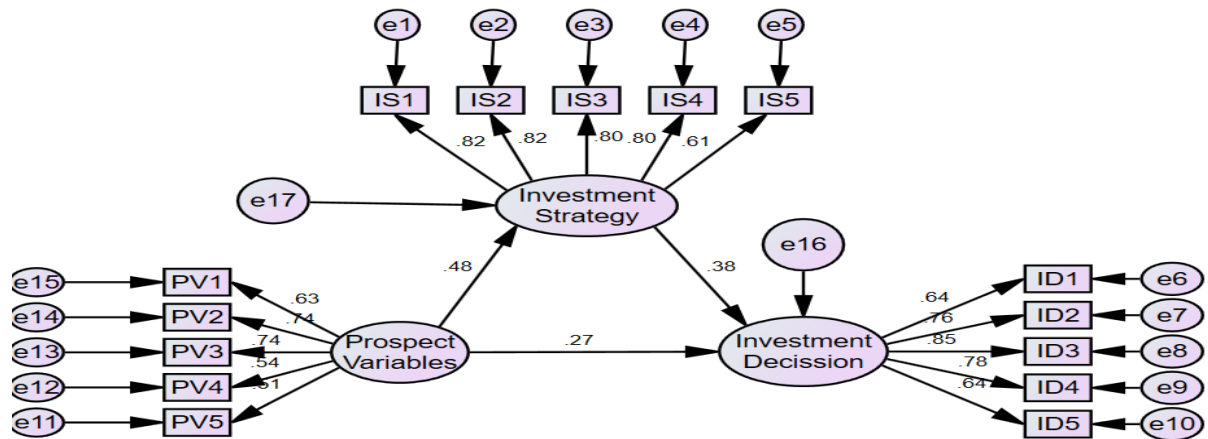 e1
e2
e3
e4
e5
IS1
IS2
IS3
IS4
IS5
.82
.82
.80
.80
.61
e17
Investment
Strategy
e16
.48
.38
e15
PV1
e14
PV2
e13
PV3
e12
PV4
e11
PV5
.63
.74
.74
.54
.51
Prospect
Variables
.27
Investment
Decission
.64
.76
.85
.78
.64
ID1
e6
ID2
e7
ID3
e8
ID4
e9
ID5
e10